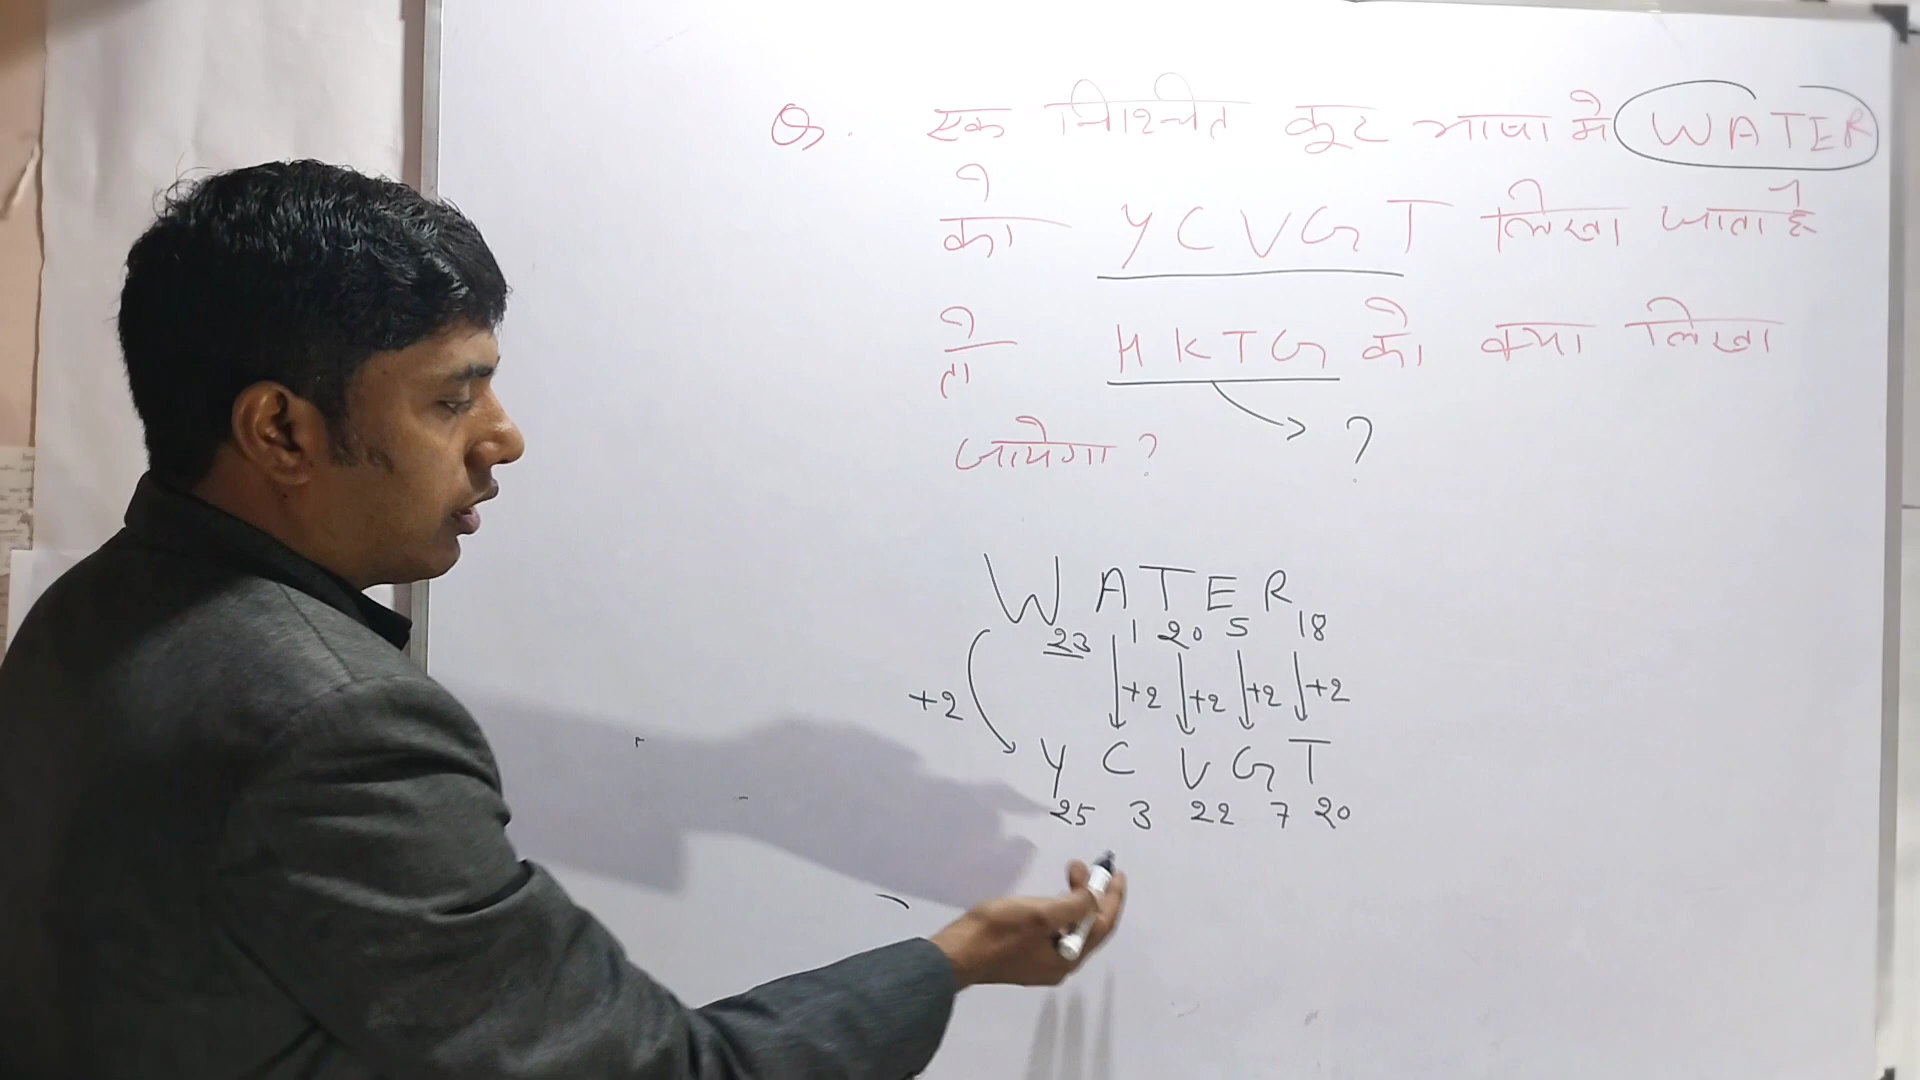 Q. एक निश्चित कूट भाषा में WATER
को YCVGT लिखा जाता है
तो HKTG को क्या लिखा
जायेगा ?
?
W A T E R
23 1 20 5 18
+2 +2 +2 +2 +2
Y C V G T
25 3 22 7 20